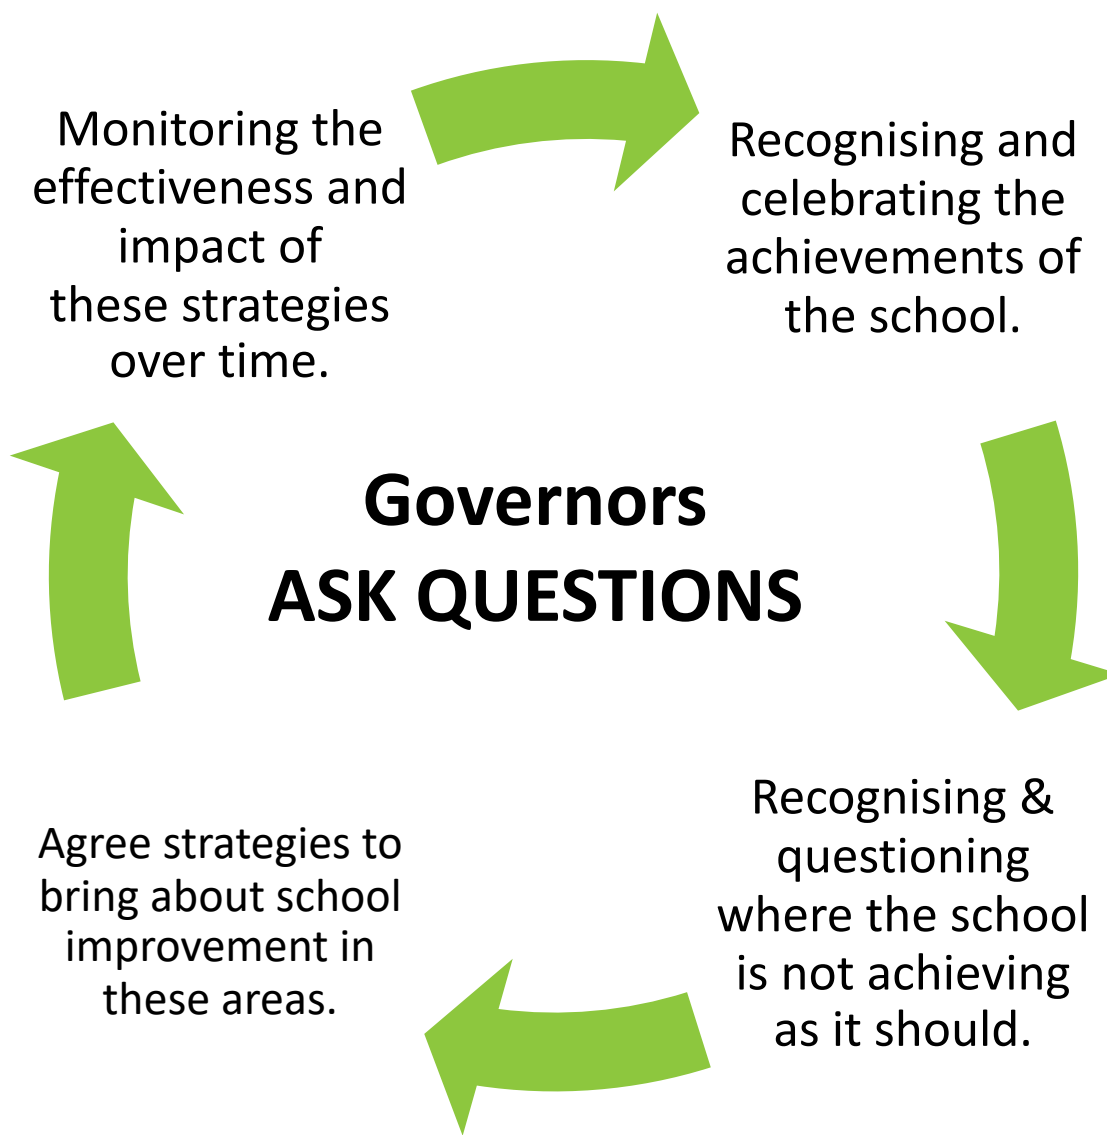 Monitoring the
effectiveness and
impact of
these strategies
over time.
Recognising and
celebrating the
achievements of
the school.
Governors
ASK QUESTIONS
Agree strategies to
bring about school
improvement in
these areas.
Recognising &
questioning
where the school
is not achieving
as it should.